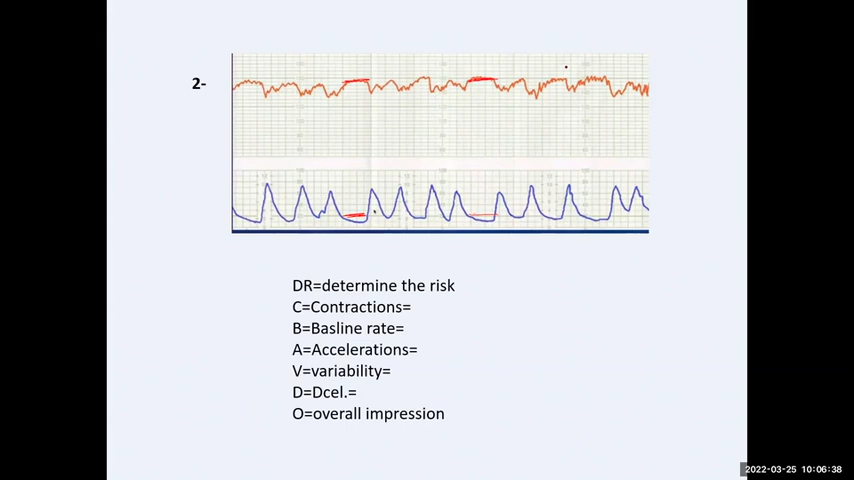 2-
DR=determine the risk
C=Contractions=
B=Basline rate=
A=Accelerations=
V=variability=
D=Dcel.=
O=overall impression
2022-03-25 10:06:38